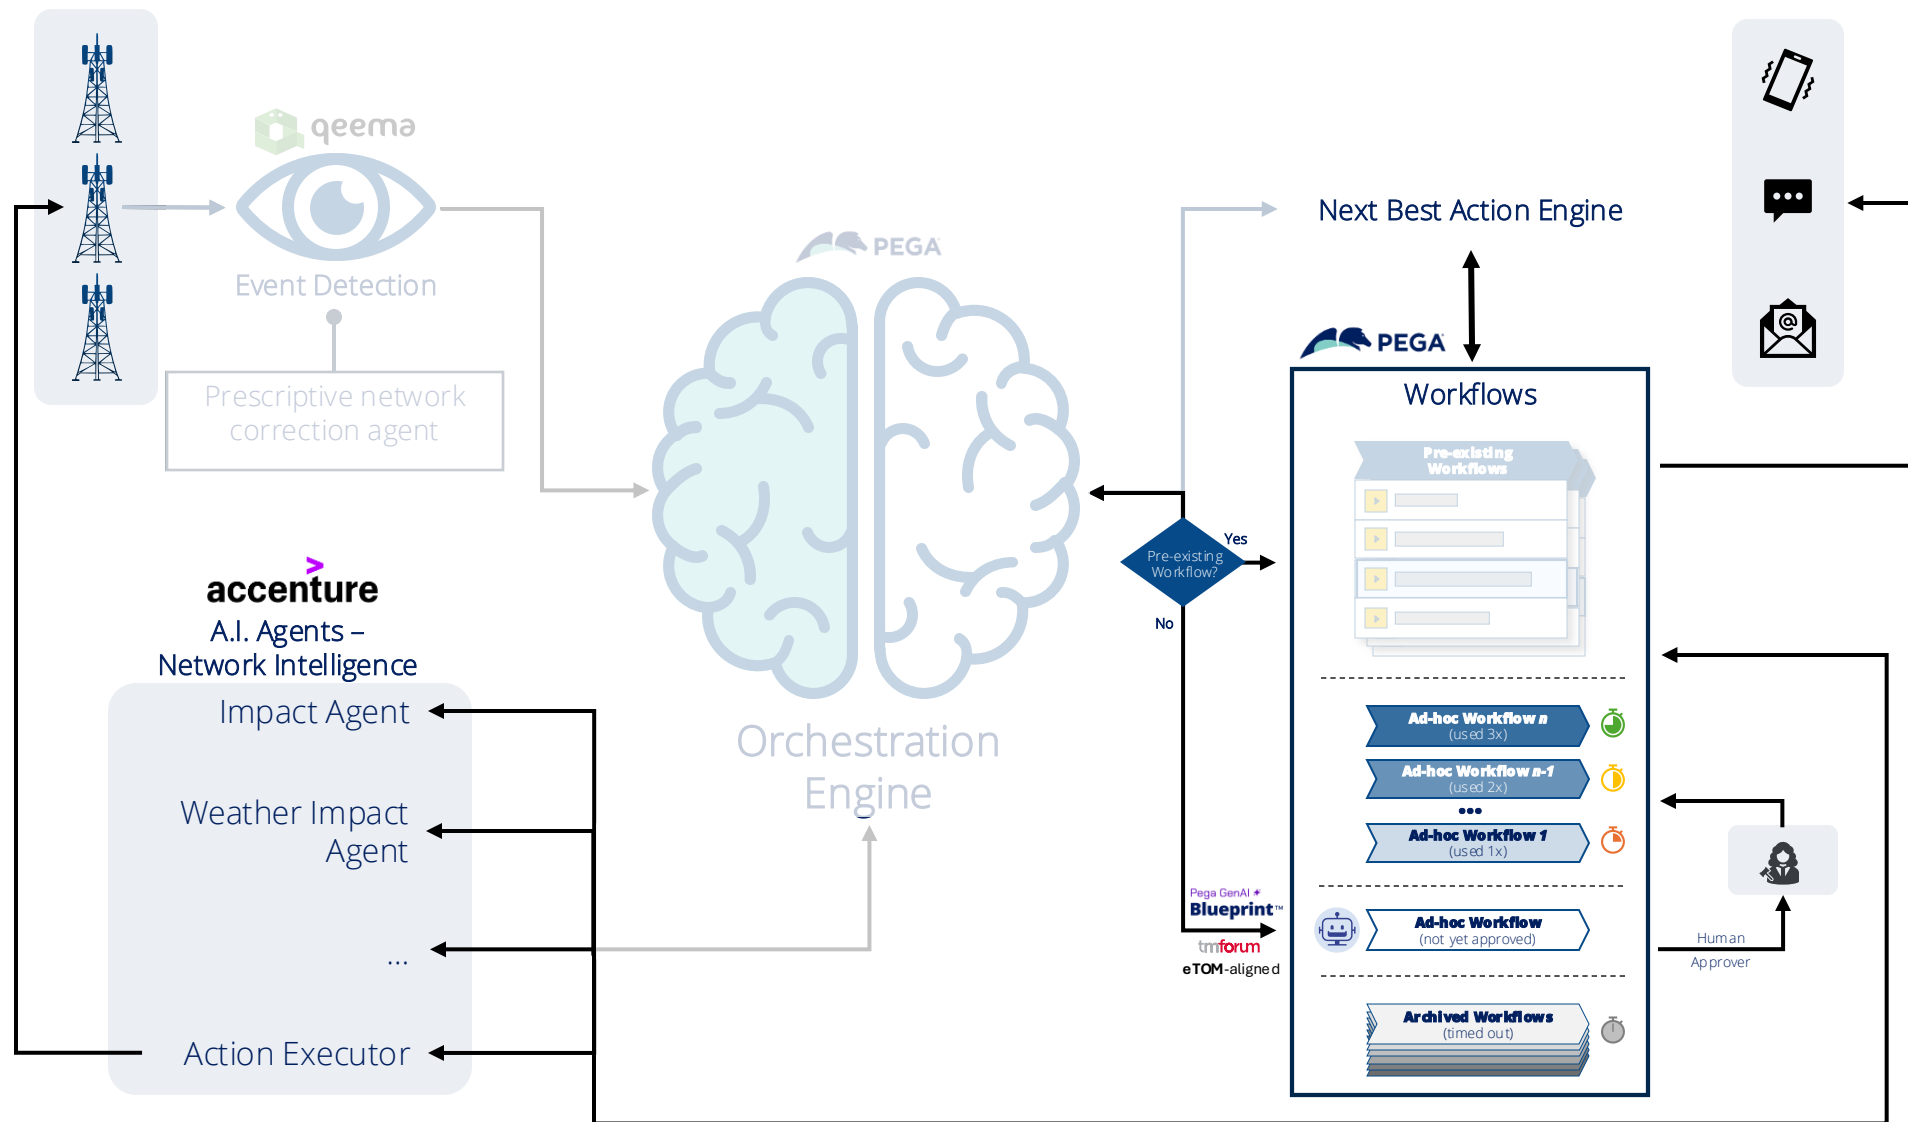 qeema
Event Detection
Prescriptive network
correction agent
PEGA
Orchestration
Engine
>
accenture
A.I. Agents –
Network Intelligence
Impact Agent
Weather Impact
Agent
...
Action Executor
Next Best Action Engine
Pre-existing
Workflow?
Yes
No
Pega GenAI
Blueprint™
tmforum
eTOM-aligned
PEGA
Workflows
Pre-existing
Workflows
Ad-hoc Workflow n
(used 3x)
Ad-hoc Workflow n-1
(used 2x)
•••
Ad-hoc Workflow 1
(used 1x)
Ad-hoc Workflow
(not yet approved)
Archived Workflows
(timed out)
Human
Approver
@